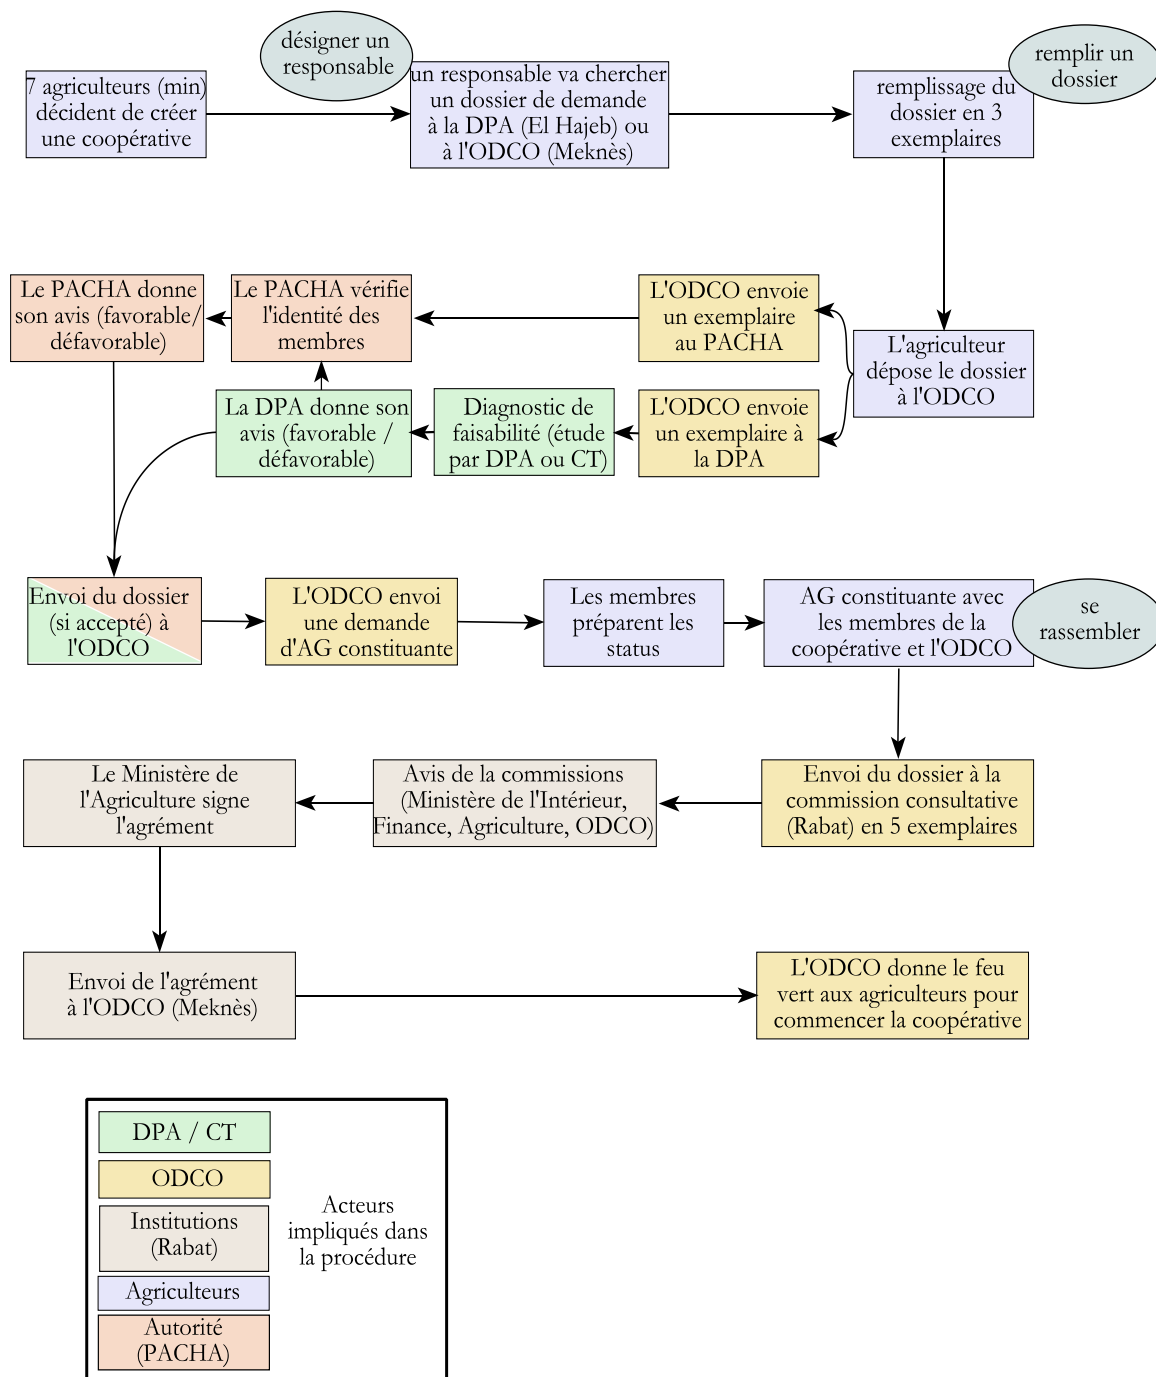 désigner un
responsable
remplir un
dossier
7 agriculteurs (min)
décident de créer
une coopérative
un responsable va chercher
un dossier de demande
à la DPA (El Hajeb) ou
à l'ODCO (Meknès)
remplissage du
dossier en 3
exemplaires
Le PACHA donne
son avis (favorable/
défavorable)
Le PACHA vérifie
l'identité des
membres
L'ODCO envoie
un exemplaire
au PACHA
L'agriculteur
dépose le dossier
à l'ODCO
La DPA donne son
avis (favorable /
défavorable)
Diagnostic de
faisabilité (étude
par DPA ou CT)
L'ODCO envoie
un exemplaire à
la DPA
Envoi du dossier
(si accepté) à
l'ODCO
L'ODCO envoi
une demande
d'AG constituante
Les membres
préparent les
status
AG constituante avec
les membres de la
coopérative et l'ODCO
se
rassembler
Le Ministère de
l'Agriculture signe
l'agrément
Avis de la commissions
(Ministère de l'Intérieur,
Finance, Agriculture, ODCO)
Envoi du dossier à la
commission consultative
(Rabat) en 5 exemplaires
Envoi de l'agrément
à l'ODCO (Meknès)
L'ODCO donne le feu
vert aux agriculteurs pour
commencer la coopérative
DPA / CT
ODCO
Institutions
(Rabat)
Agriculteurs
Autorité
(PACHA)
Acteurs
impliqués dans
la procédure